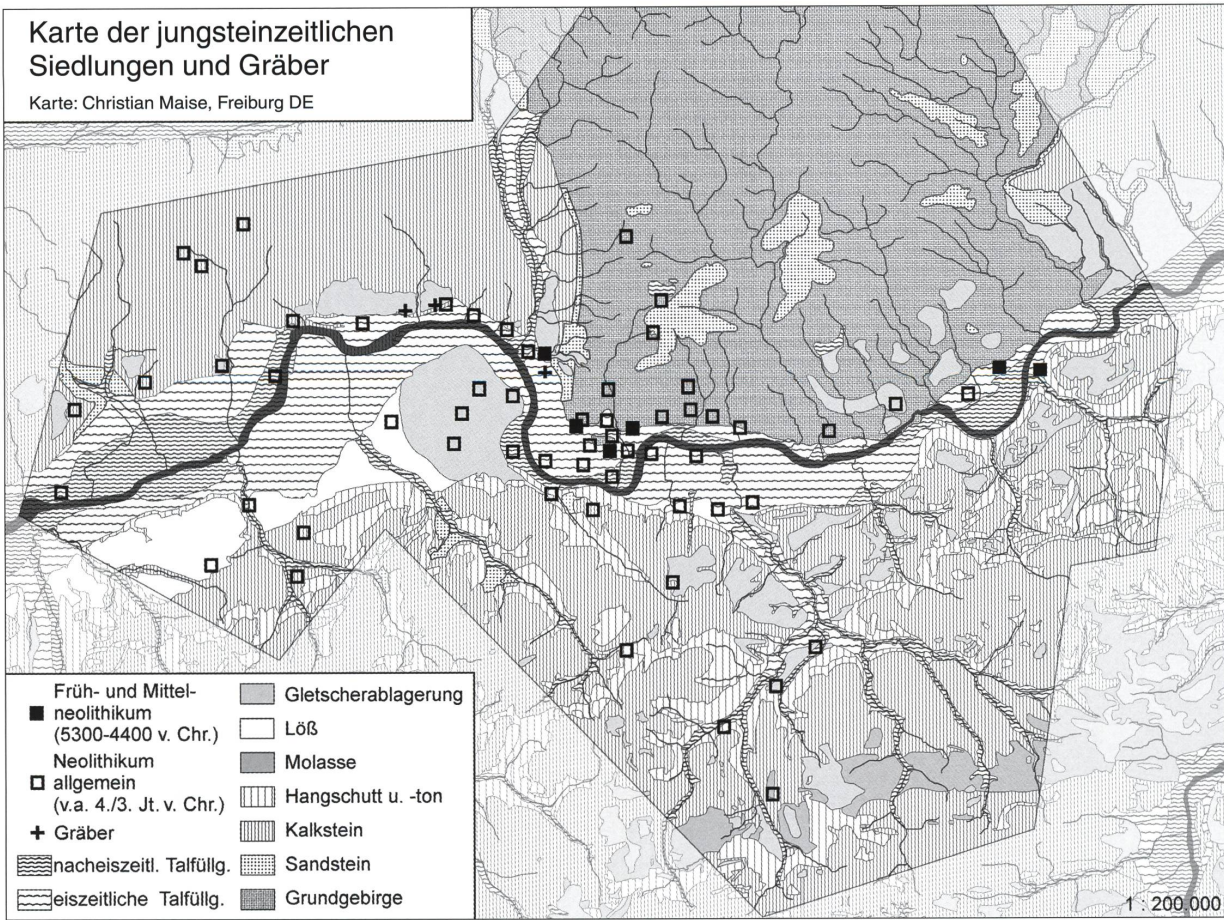 Karte der jungsteinzeitlichen
Siedlungen und Gräber
Karte: Christian Maise, Freiburg DE
Früh- und Mittel-
neolithikum
(5300-4400 v. Chr.)
Neolithikum
allgemein
(v.a. 4./3. Jt. v. Chr.)
Gräber
nacheiszeitl. Talfüllg.
eiszeitliche Talfüllg.
Gletscherablagerung
Löß
Molasse
Hangschutt u. -ton
Kalkstein
Sandstein
Grundgebirge
1 : 200.000